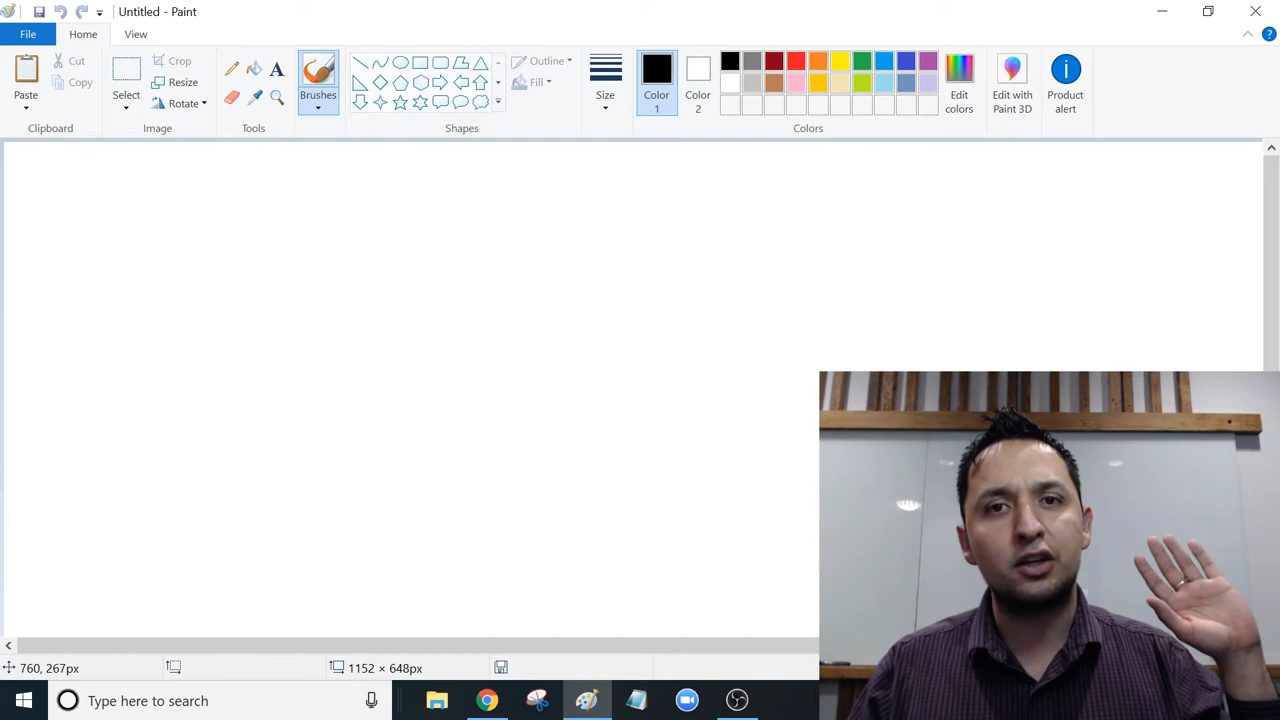 Untitled - Paint
File
Home
View
Paste
Cut
Copy
Clipboard
Select
Crop
Resize
Rotate
Image
A
Tools
Brushes
Outline
Fill
Shapes
Size
Color
1
Color
2
Edit
colors
Colors
Edit with
Paint 3D
Product
alert
760, 267px
1152 × 648px
Type here to search